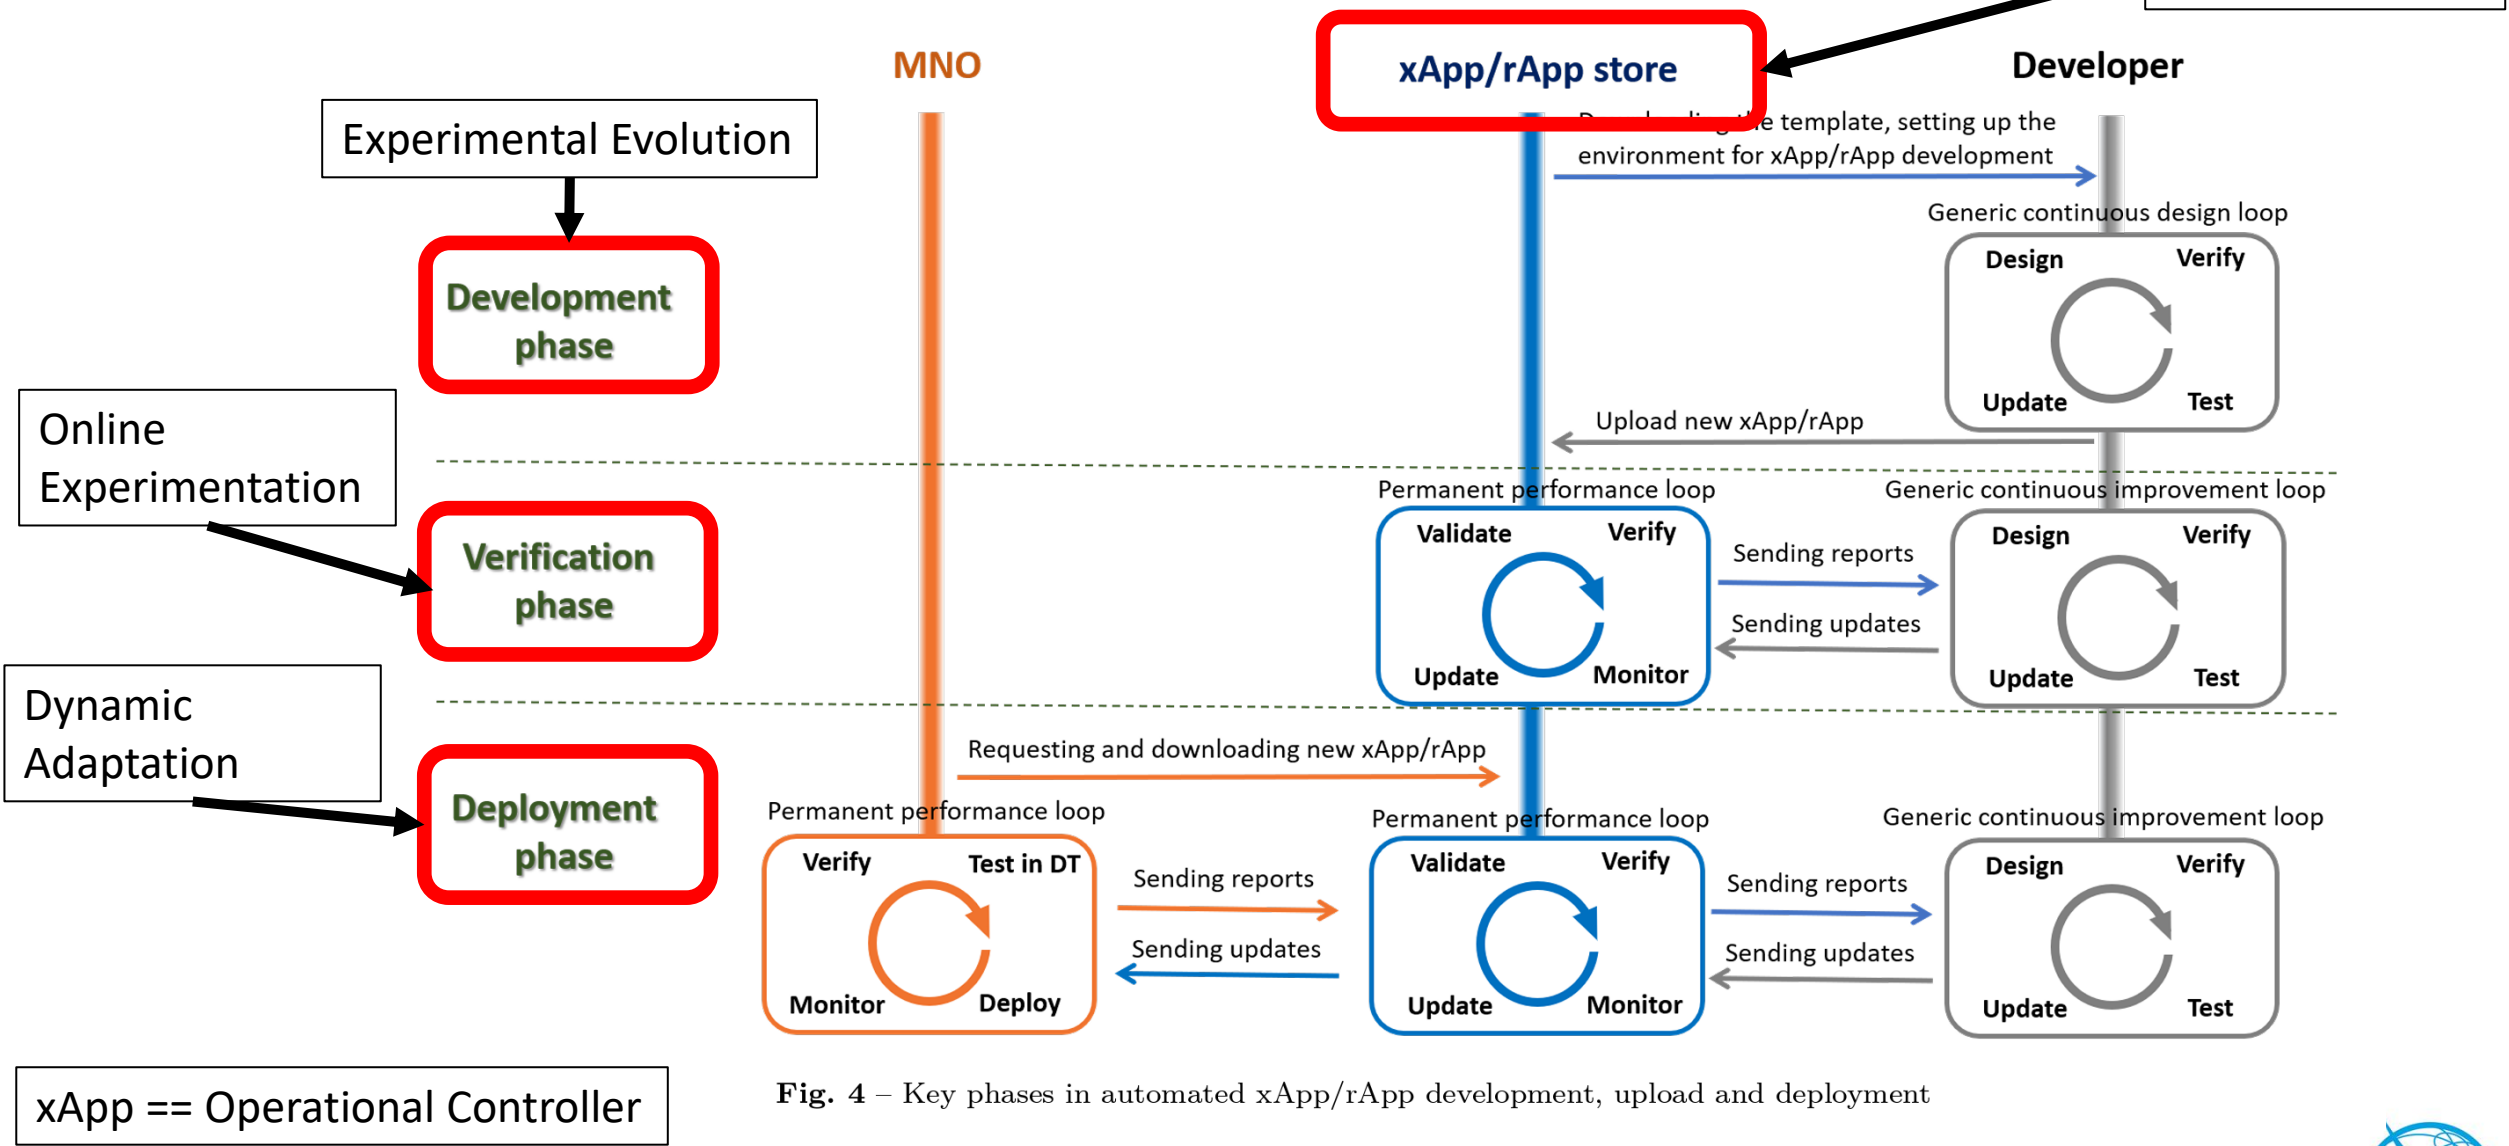 MNO
xApp/rApp store
Developer
Experimental Evolution
the template, setting up the
environment for xApp/rApp development
Generic continuous design loop
Design
Verify
Update
Test
Development
phase
Upload new xApp/rApp
Online
Experimentation
Permanent performance loop
Generic continuous improvement loop
Validate
Verify
Update
Monitor
Sending reports
Sending updates
Design
Verify
Update
Test
Verification
phase
Dynamic
Adaptation
Requesting and downloading new xApp/rApp
Deployment
phase
Permanent performance loop
Permanent performance loop
Generic continuous improvement loop
Verify
Test in DT
Monitor
Deploy
Sending reports
Sending updates
Validate
Verify
Update
Monitor
Sending reports
Sending updates
Design
Verify
Update
Test
xApp == Operational Controller
Fig. 4 – Key phases in automated xApp/rApp development, upload and deployment